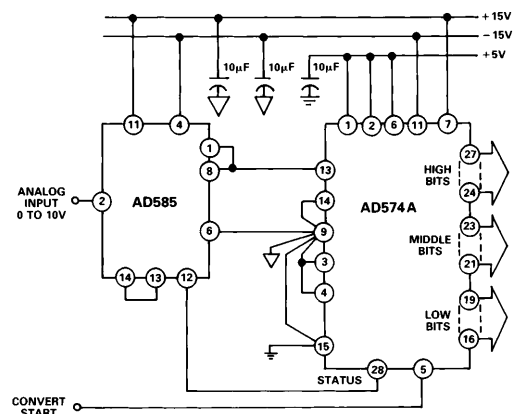 +15V
−15V
+5V
10μF
10μF
10μF
11
4
1
2
6
11
7
1
8
13
27
HIGH
BITS
24
14
ANALOG
INPUT
0 TO 10V
2
AD585
AD574A
6
9
23
MIDDLE
BITS
21
3
4
14
13
12
19
LOW
BITS
16
15
STATUS
28
5
CONVERT
START